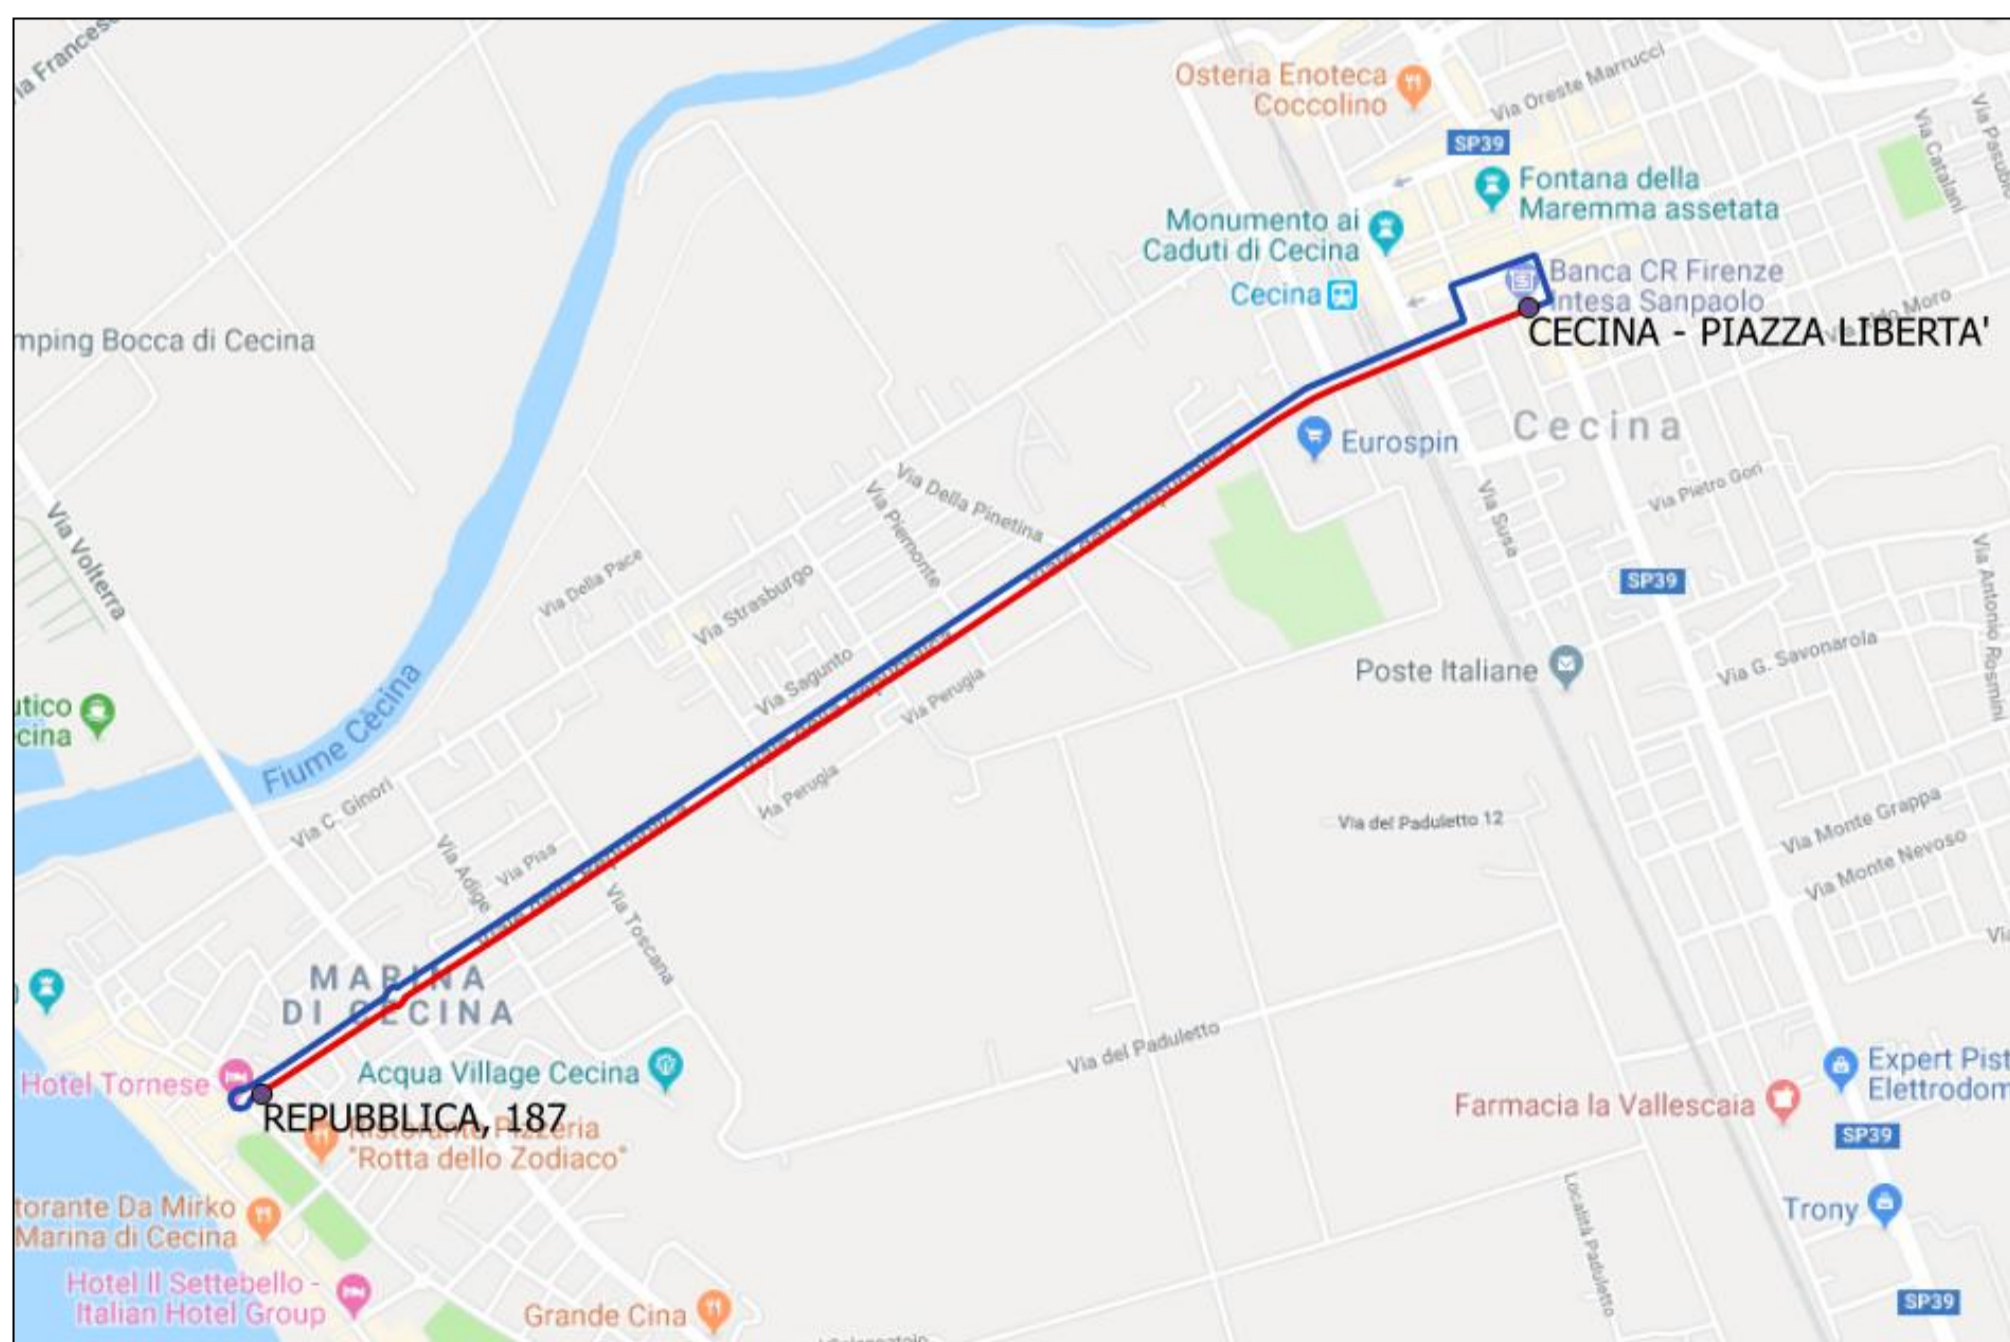 Osteria Enoteca
Coccolino
Via Oreste Marrucci
SP39
Via Catalani
Fontana della
Maremma assetata
Monumento ai
Caduti di Cecina
Cecina
Banca CR Firenze
Intesa Sanpaolo
Via Aldo Moro
CECINA - PIAZZA LIBERTA'
mping Bocca di Cecina
Eurospin
Cecina
Via Della Pinetina
Via Piemonte
Via Pietro Gori
Via Susa
Via Volterra
Via Della Pace
Via Strasburgo
SP39
Via Antonio Rosmini
Via Sagunto
Via Perugia
Poste Italiane
Via G. Savonarola
utico
cina
Fiume Cècina
Via C. Ginori
Via Perugia
Via del Paduletto 12
Via Monte Grappa
Via Monte Nevoso
Via Adige
Via Pisa
Via Toscana
MARINA
DI CECINA
Via del Paduletto
Hotel Tornese
Acqua Village Cecina
Expert Pist
Elettrodom
Farmacia la Vallescaia
SP39
REPUBBLICA, 187
Ristorante Pizzeria
"Rotta dello Zodiaco"
torante Da Mirko
Marina di Cecina
Località Paduletto
Trony
Hotel Il Settebello -
Italian Hotel Group
Grande Cina
SP39